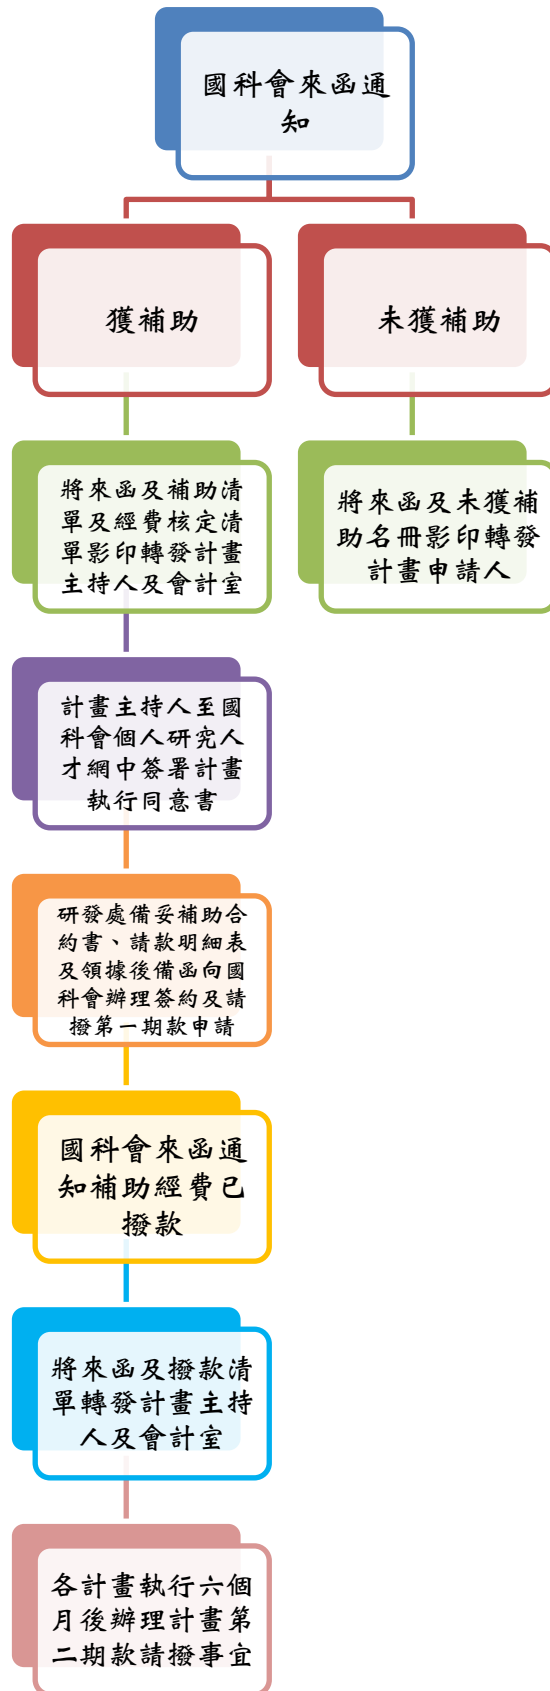 國科會來函通
知
獲補助
未獲補助
將來函及補助清
單及經費核定清
單影印轉發計畫
主持人及會計室
將來函及未獲補
助名冊影印轉發
計畫申請人
計畫主持人至國
科會個人研究人
才網中簽署計畫
執行同意書
研發處備妥補助合
約書、請款明細表
及領據後備函向國
科會辦理簽約及請
撥第一期款申請
國科會來函通
知補助經費已
撥款
將來函及撥款清
單轉發計畫主持
人及會計室
各計畫執行六個
月後辦理計畫第
二期款請撥事宜